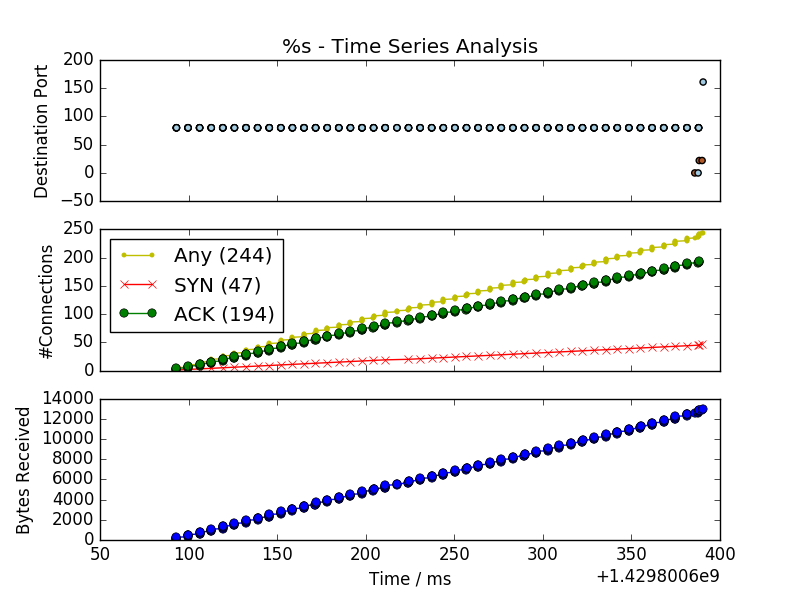 %s - Time Series Analysis
200
150
100
50
0
−50
Destination Port
250
200
150
100
50
0
#Connections
Any (244)
SYN (47)
ACK (194)
14000
12000
10000
8000
6000
4000
2000
0
Bytes Received
50 100 150 200 250 300 350 400
Time / ms
+1.4298006e9